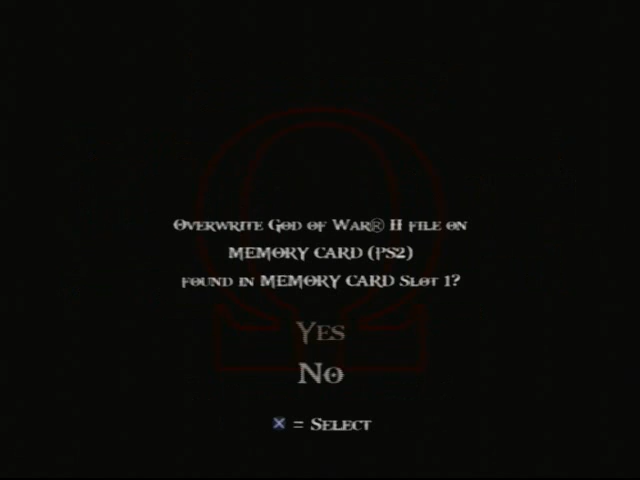 Overwrite God of War® II file on
MEMORY CARD (PS2)
found in MEMORY CARD Slot 1?
Yes
No
× = Select